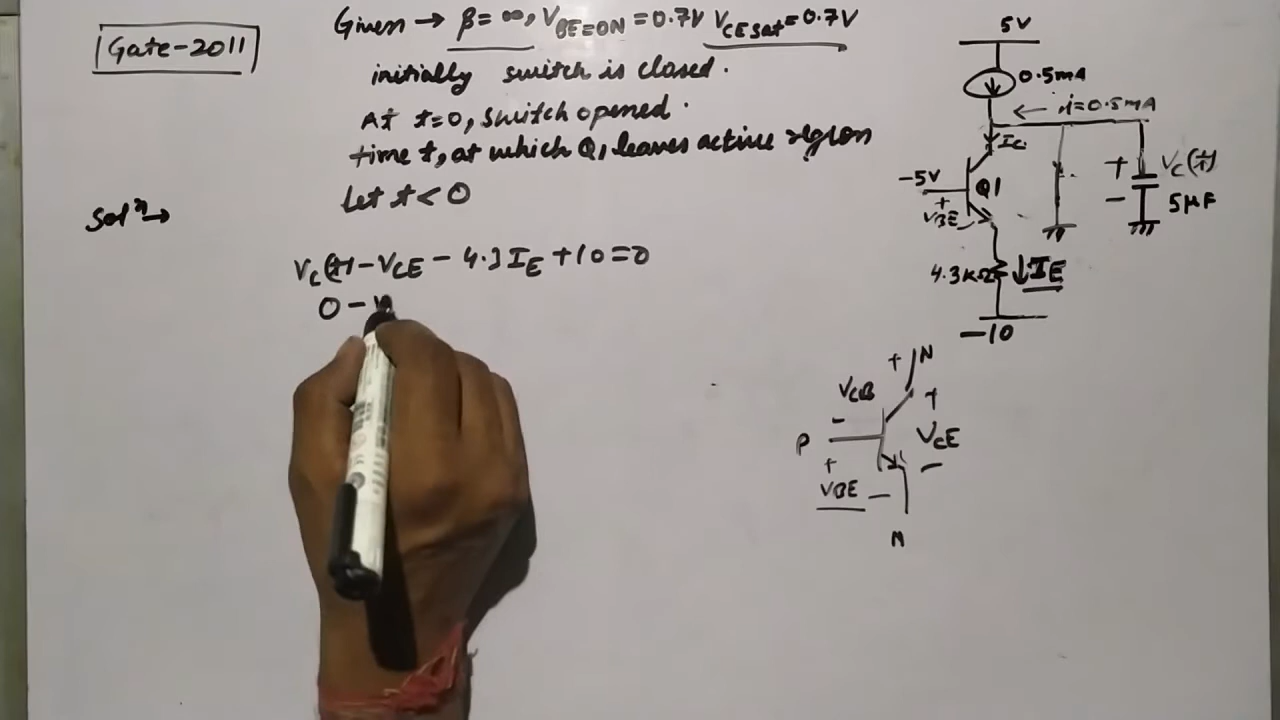 Gate-2011
Given → β = ∞, VBE=ON = 0.7V VCE sat = 0.7V
initially switch is closed.
At t=0, switch opened.
time t, at which Q1 leaves active region
Let t < 0
Solⁿ→
Vc(t) - VCE - 4.3 IE + 10 = 0
0 -
5V
0.5mA
← i=0.5mA
Ic
-5V
Q1
+
VBE
-
+
Vc(t)
-
5μF
4.3KΩ
↓IE
-10
+ N
VCB
+
-
P
VCE
+
-
VBE -
N